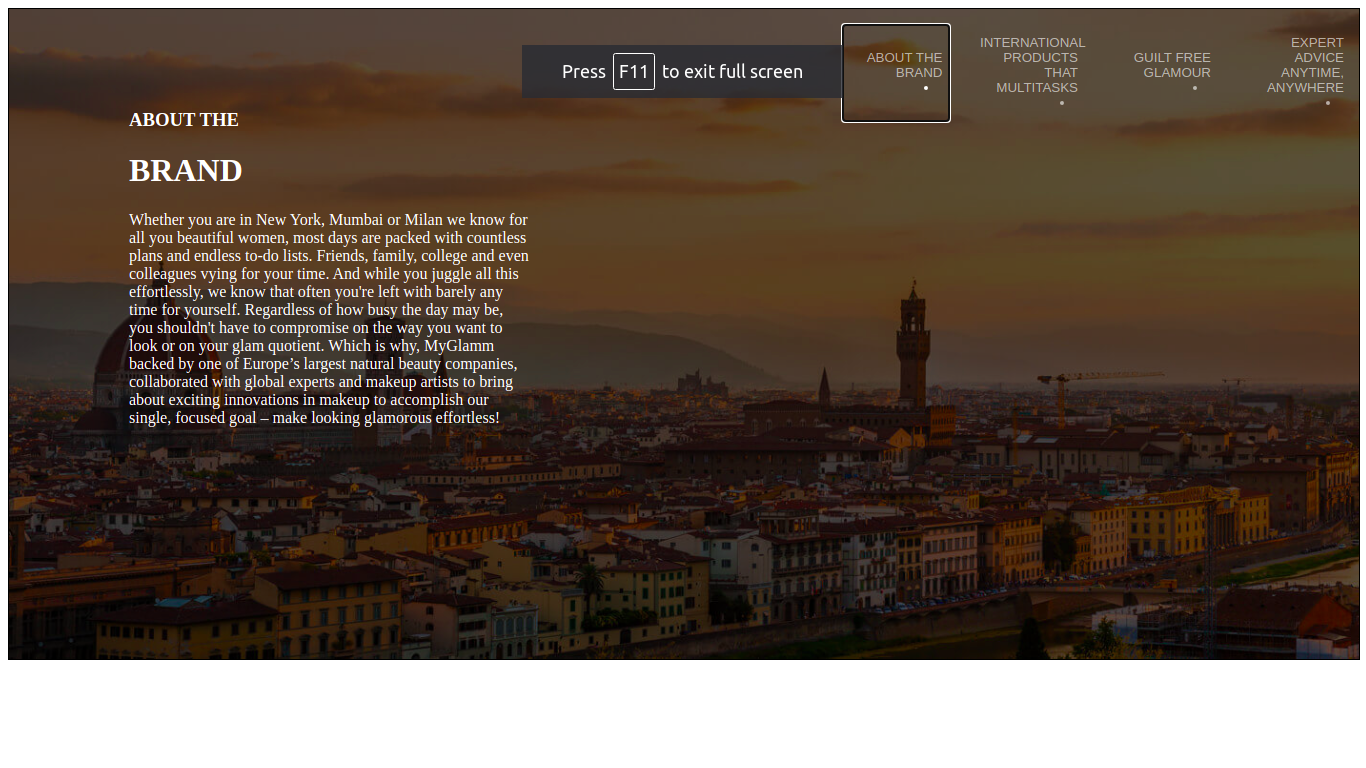 Press F11 to exit full screen
ABOUT THE
BRAND
INTERNATIONAL
PRODUCTS
THAT
MULTITASKS
GUILT FREE
GLAMOUR
EXPERT
ADVICE
ANYTIME,
ANYWHERE
ABOUT THE
BRAND
Whether you are in New York, Mumbai or Milan we know for
all you beautiful women, most days are packed with countless
plans and endless to-do lists. Friends, family, college and even
colleagues vying for your time. And while you juggle all this
effortlessly, we know that often you're left with barely any
time for yourself. Regardless of how busy the day may be,
you shouldn't have to compromise on the way you want to
look or on your glam quotient. Which is why, MyGlamm
backed by one of Europe’s largest natural beauty companies,
collaborated with global experts and makeup artists to bring
about exciting innovations in makeup to accomplish our
single, focused goal – make looking glamorous effortless!